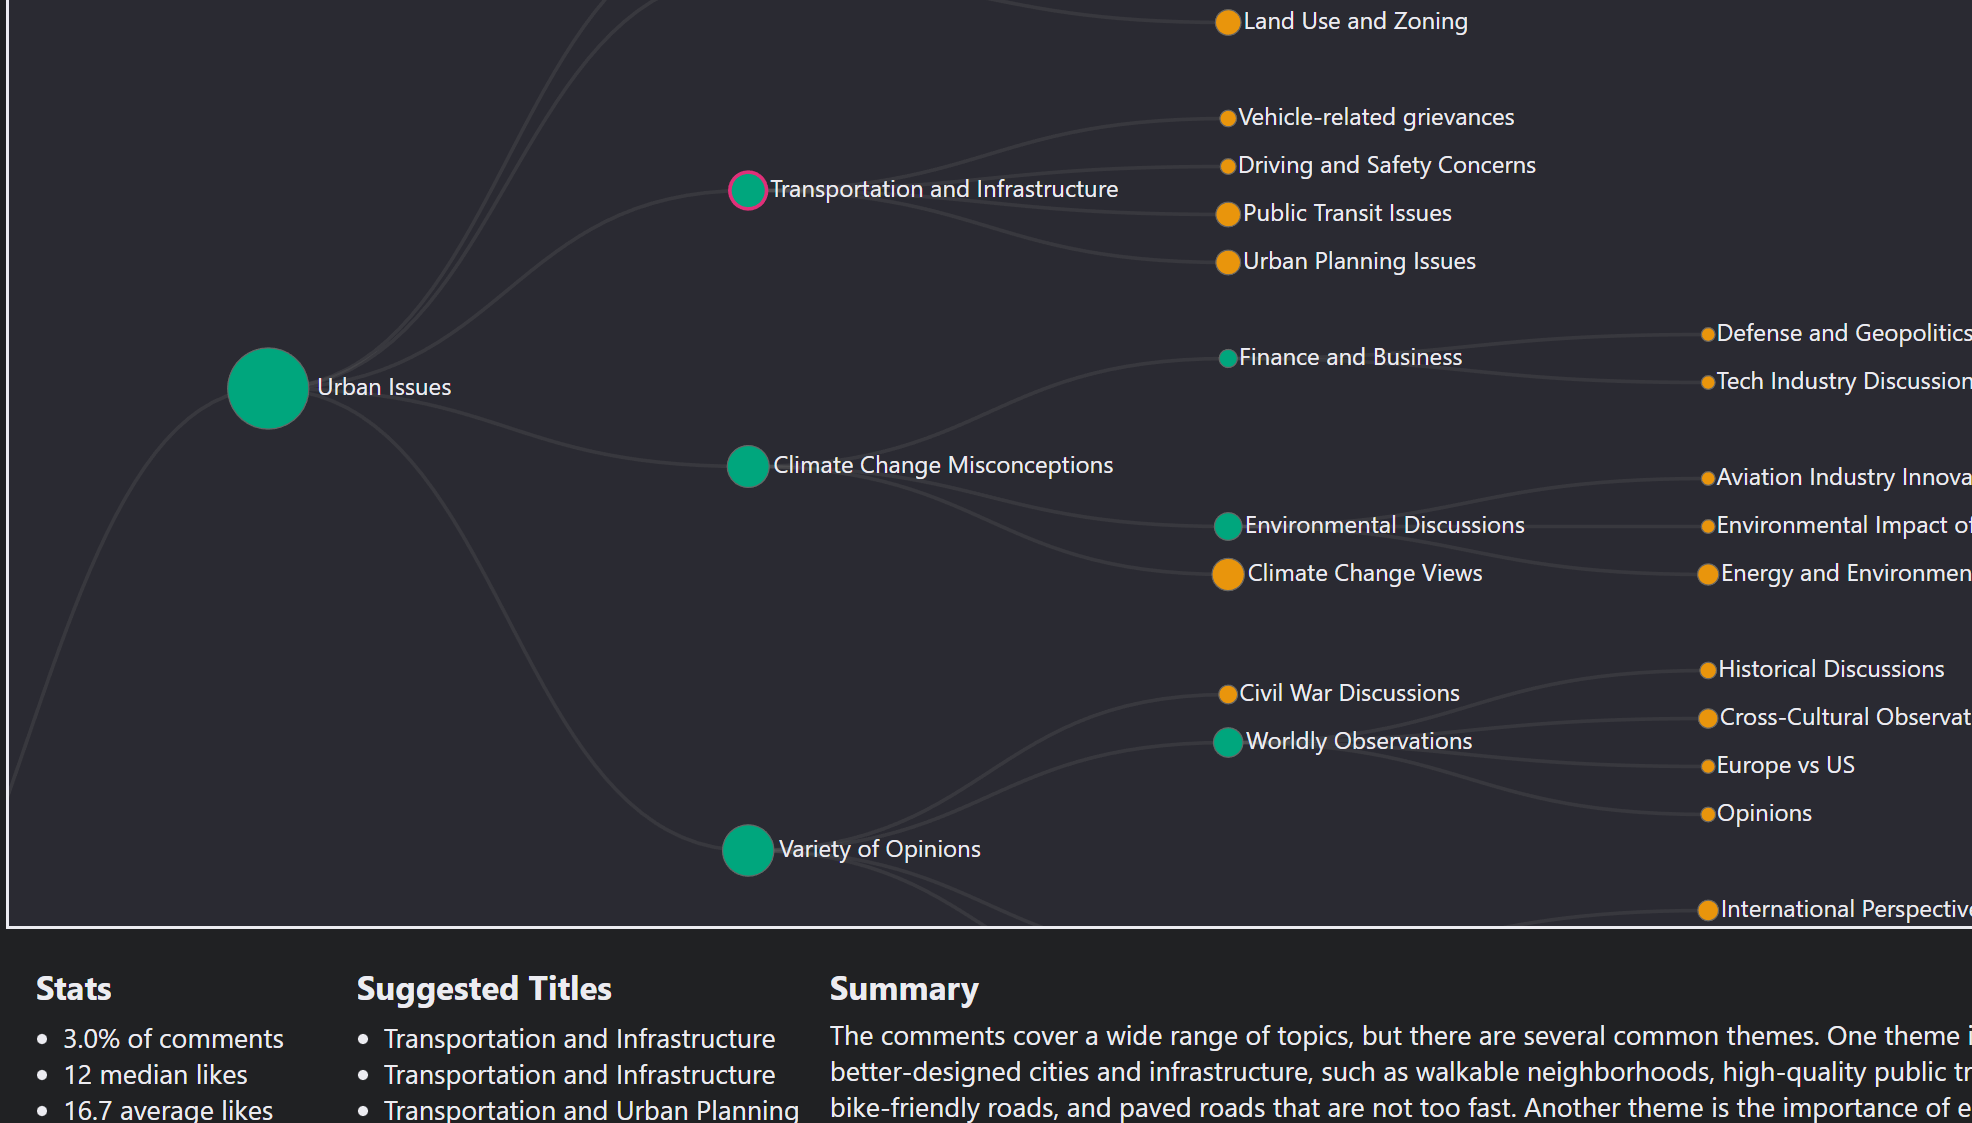 Land Use and Zoning
Vehicle-related grievances
Driving and Safety Concerns
Transportation and Infrastructure
Public Transit Issues
Urban Planning Issues
Defense and Geopolitics
Finance and Business
Tech Industry Discussion
Urban Issues
Climate Change Misconceptions
Aviation Industry Innova
Environmental Discussions
Environmental Impact of
Climate Change Views
Energy and Environmen
Historical Discussions
Civil War Discussions
Cross-Cultural Observat
Worldly Observations
Europe vs US
Opinions
Variety of Opinions
International Perspective
Stats
3.0% of comments
12 median likes
16.7 average likes
Suggested Titles
Transportation and Infrastructure
Transportation and Infrastructure
Transportation and Urban Planning
Summary
The comments cover a wide range of topics, but there are several common themes. One theme i
better-designed cities and infrastructure, such as walkable neighborhoods, high-quality public tr
bike-friendly roads, and paved roads that are not too fast. Another theme is the importance of e